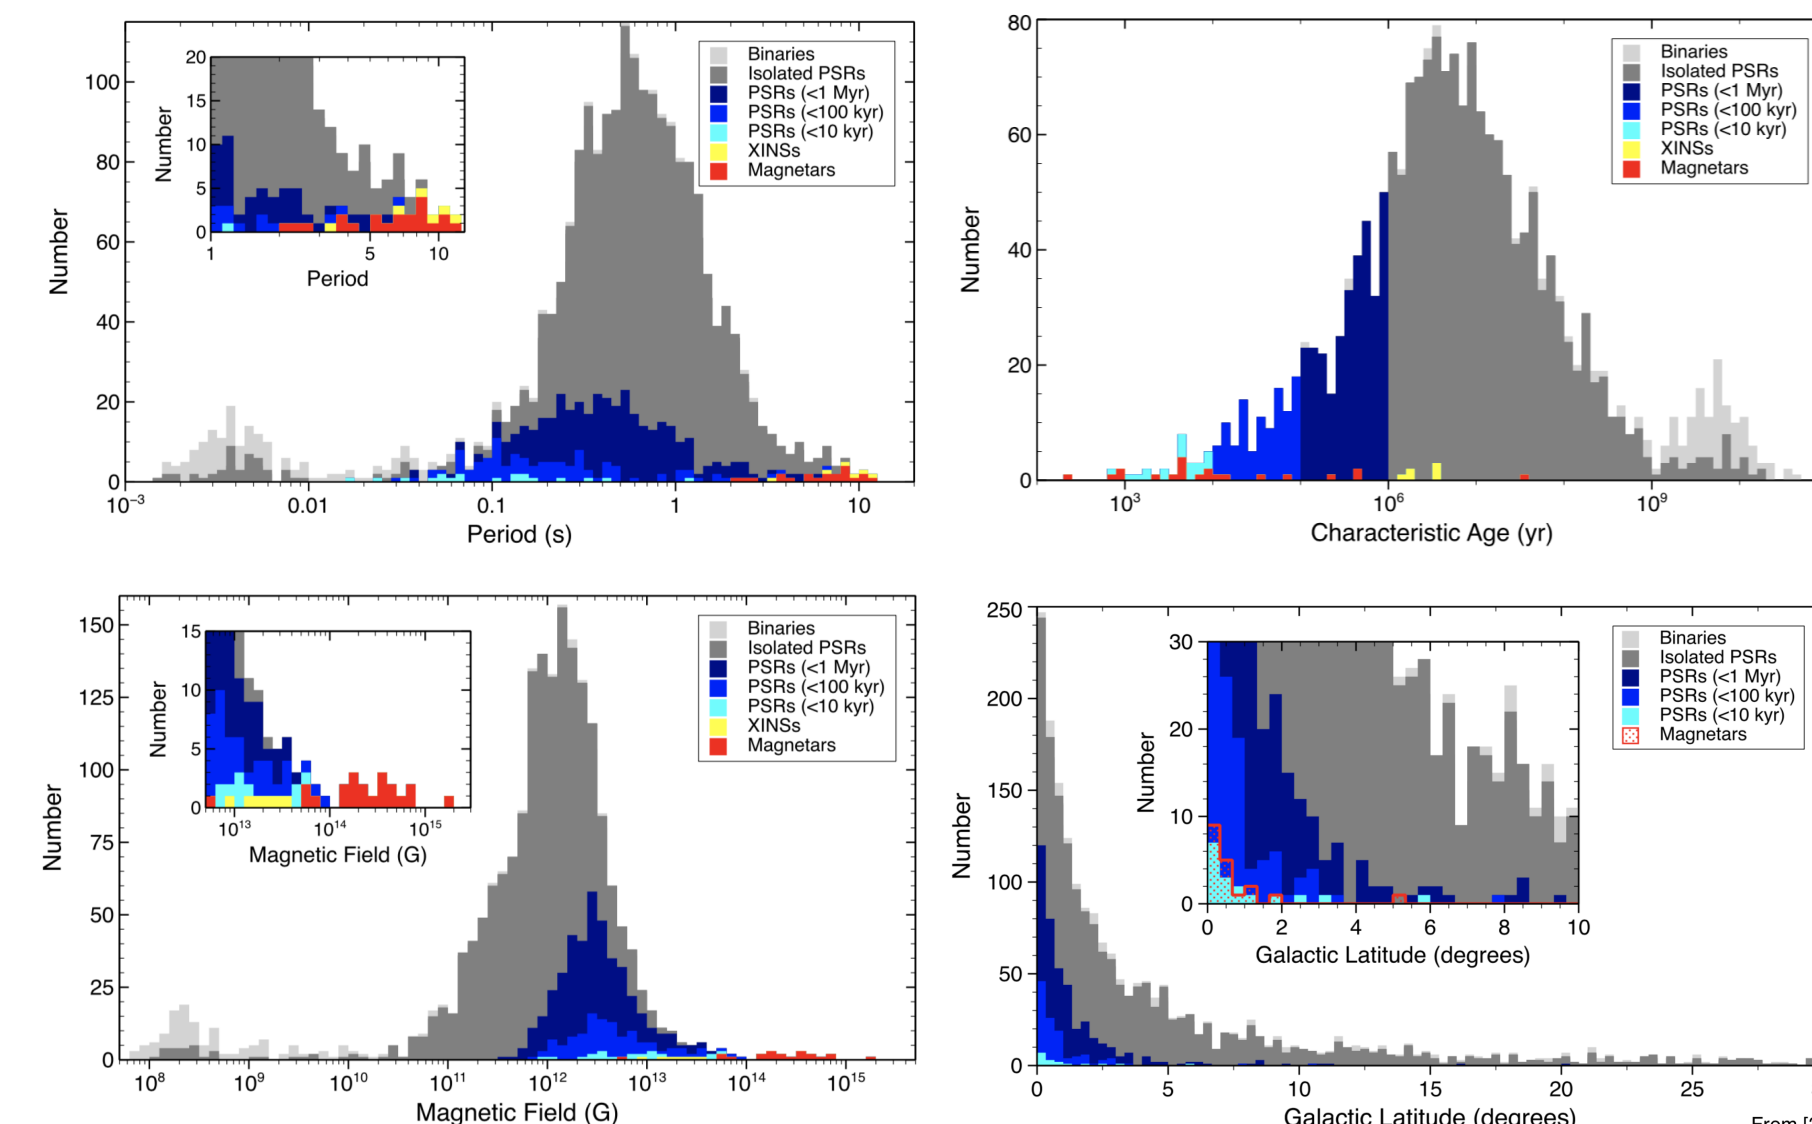 Number
100
80
60
40
20
0
10⁻³ 0.01 0.1 1 10
Period (s)
Number
20
15
10
5
0
1 5 10
Period
Binaries
Isolated PSRs
PSRs (<1 Myr)
PSRs (<100 kyr)
PSRs (<10 kyr)
XINSs
Magnetars
Number
80
60
40
20
0
10³ 10⁶ 10⁹
Characteristic Age (yr)
Binaries
Isolated PSRs
PSRs (<1 Myr)
PSRs (<100 kyr)
PSRs (<10 kyr)
XINSs
Magnetars
Number
150
125
100
75
50
25
0
10⁸ 10⁹ 10¹⁰ 10¹¹ 10¹² 10¹³ 10¹⁴ 10¹⁵
Magnetic Field (G)
Number
15
10
5
0
10¹³ 10¹⁴ 10¹⁵
Magnetic Field (G)
Binaries
Isolated PSRs
PSRs (<1 Myr)
PSRs (<100 kyr)
PSRs (<10 kyr)
XINSs
Magnetars
Number
250
200
150
100
50
0
0 5 10 15 20 25
Galactic Latitude (degrees)
Number
30
20
10
0
0 2 4 6 8 10
Galactic Latitude (degrees)
Binaries
Isolated PSRs
PSRs (<1 Myr)
PSRs (<100 kyr)
PSRs (<10 kyr)
Magnetars
From